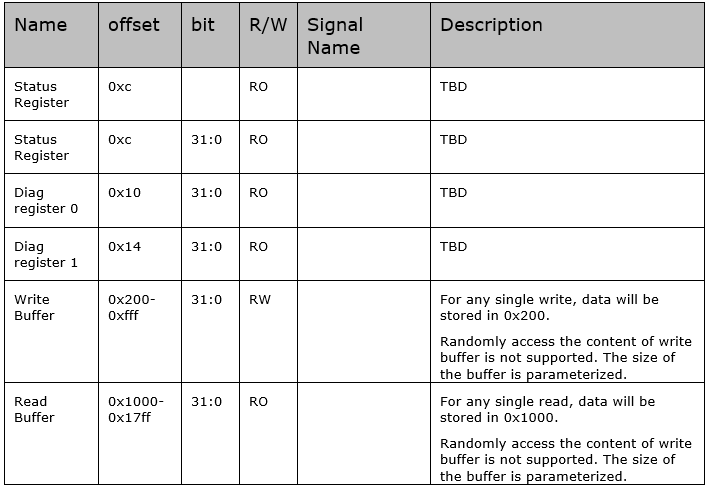 Name offset bit R/W Signal Name Description
Status Register 0xc RO TBD
Status Register 0xc 31:0 RO TBD
Diag register 0 0x10 31:0 RO TBD
Diag register 1 0x14 31:0 RO TBD
Write Buffer 0x200-0xfff 31:0 RW For any single write, data will be
stored in 0x200.
Randomly access the content of write
buffer is not supported. The size of
the buffer is parameterized.
Read Buffer 0x1000-0x17ff 31:0 RO For any single read, data will be
stored in 0x1000.
Randomly access the content of write
buffer is not supported. The size of
the buffer is parameterized.